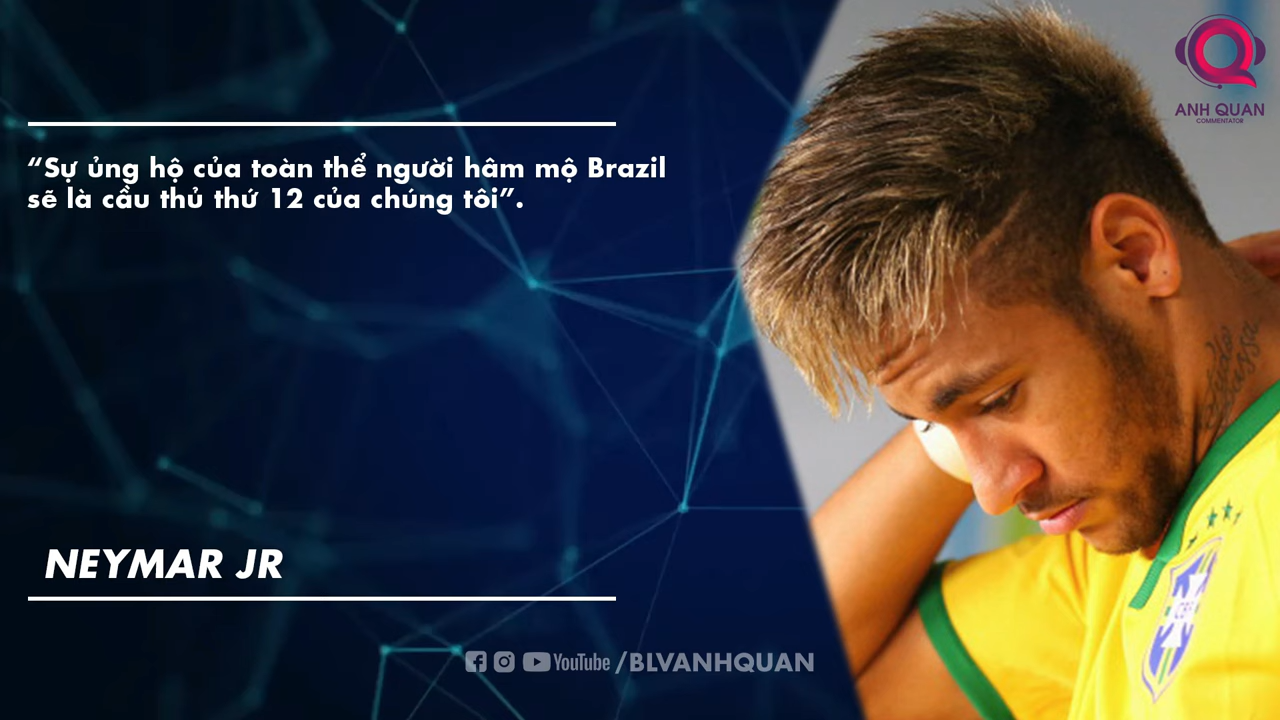 ANH QUAN
COMMENTATOR
“Sự ủng hộ của toàn thể người hâm mộ Brazil
sẽ là cầu thủ thứ 12 của chúng tôi”.
NEYMAR JR
YouTube /BLVANHQUAN